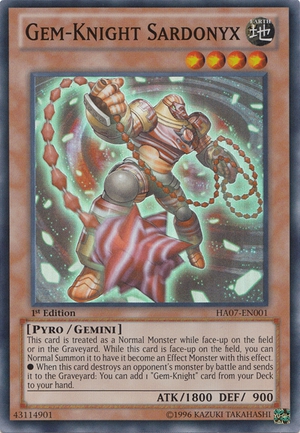 GEM-KNIGHT SARDONYX
EARTH
地
1st Edition
HA07-EN001
[PYRO / GEMINI]
This card is treated as a Normal Monster while face-up on the field
or in the Graveyard. While this card is face-up on the field, you can
Normal Summon it to have it become an Effect Monster with this effect.
● When this card destroys an opponent's monster by battle and sends
it to the Graveyard: You can add 1 "Gem-Knight" card from your Deck
to your hand.
ATK/1800 DEF/ 900
43114901
©1996 KAZUKI TAKAHASHI